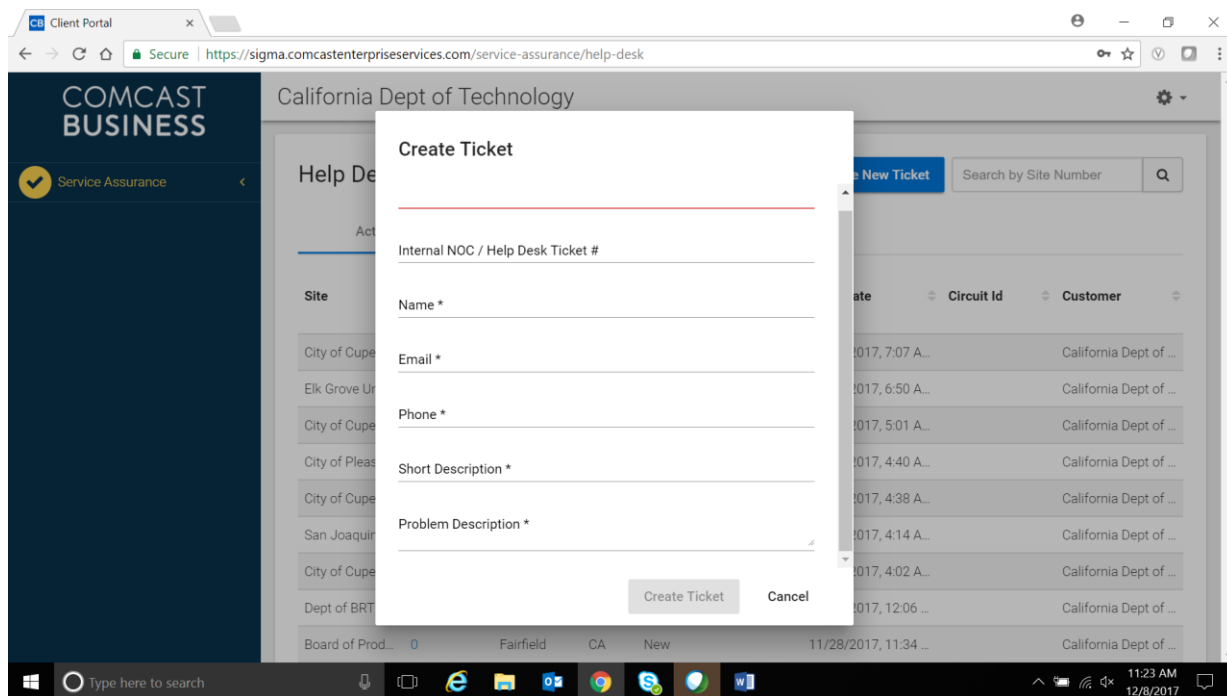 CB Client Portal
Secure | https://sigma.comcastenterpriseservices.com/service-assurance/help-desk
COMCAST
BUSINESS
California Dept of Technology
Service Assurance
Help De
e New Ticket
Search by Site Number
Act
Create Ticket
Internal NOC / Help Desk Ticket #
Name *
Email *
Phone *
Short Description *
Problem Description *
Create Ticket
Cancel
Site
ate
Circuit Id
Customer
City of Cupe
2017, 7:07 A...
California Dept of ...
Elk Grove Un
2017, 6:50 A...
California Dept of ...
City of Cupe
2017, 5:01 A...
California Dept of ...
City of Pleas
2017, 4:40 A...
California Dept of ...
City of Cupe
2017, 4:38 A...
California Dept of ...
San Joaquin
2017, 4:14 A...
California Dept of ...
City of Cupe
2017, 4:02 A...
California Dept of ...
Dept of BRT
2017, 12:06 ...
California Dept of ...
Board of Prod... 0 Fairfield CA New 11/28/2017, 11:34 ... California Dept of ...
Type here to search
11:23 AM
12/8/2017